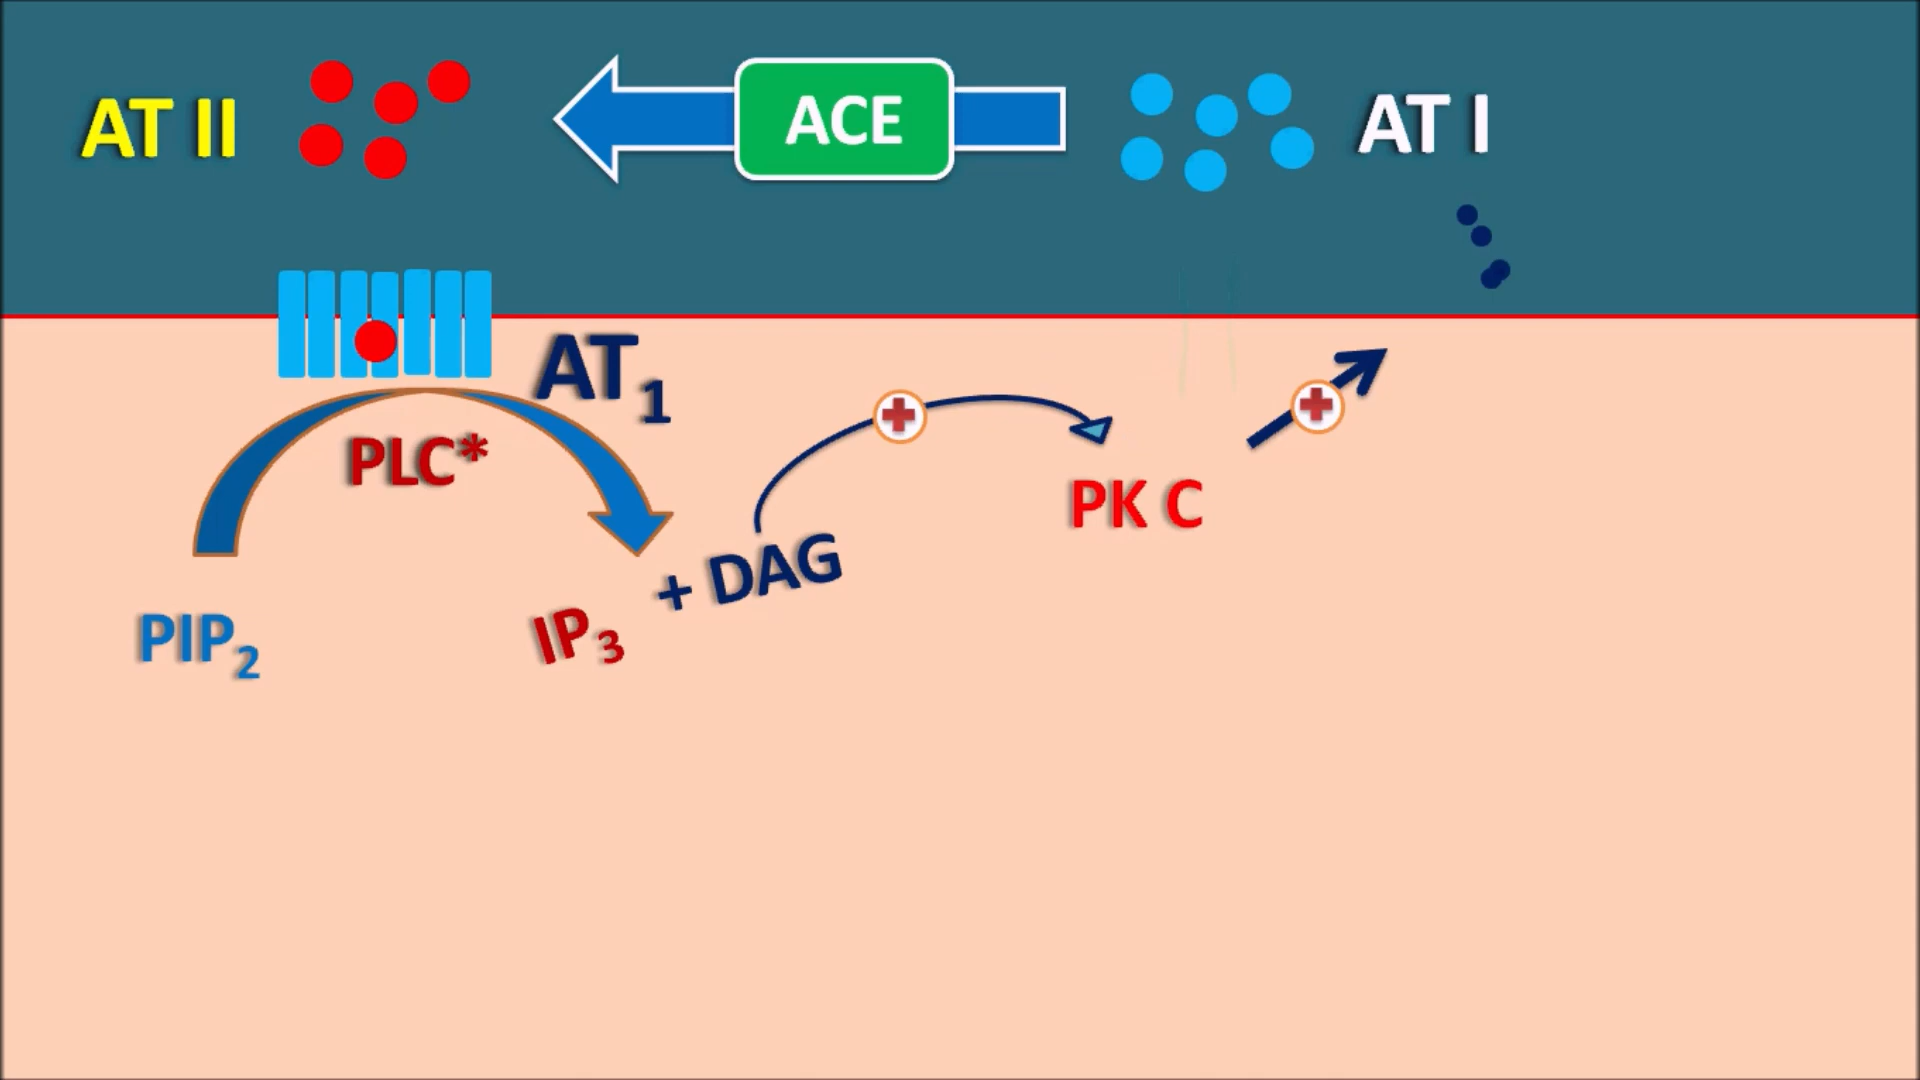 AT II
ACE
AT I
AT1
PLC*
PK C
+ DAG
PIP2
IP3